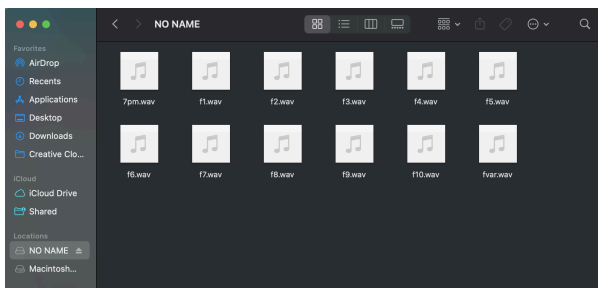 NO NAME
Favorites
AirDrop
Recents
Applications
Desktop
Downloads
Creative Clo...
iCloud
iCloud Drive
Shared
Locations
NO NAME
Macintosh...
7pm.wav f1.wav f2.wav f3.wav f4.wav f5.wav
f6.wav f7.wav f8.wav f9.wav f10.wav fvar.wav